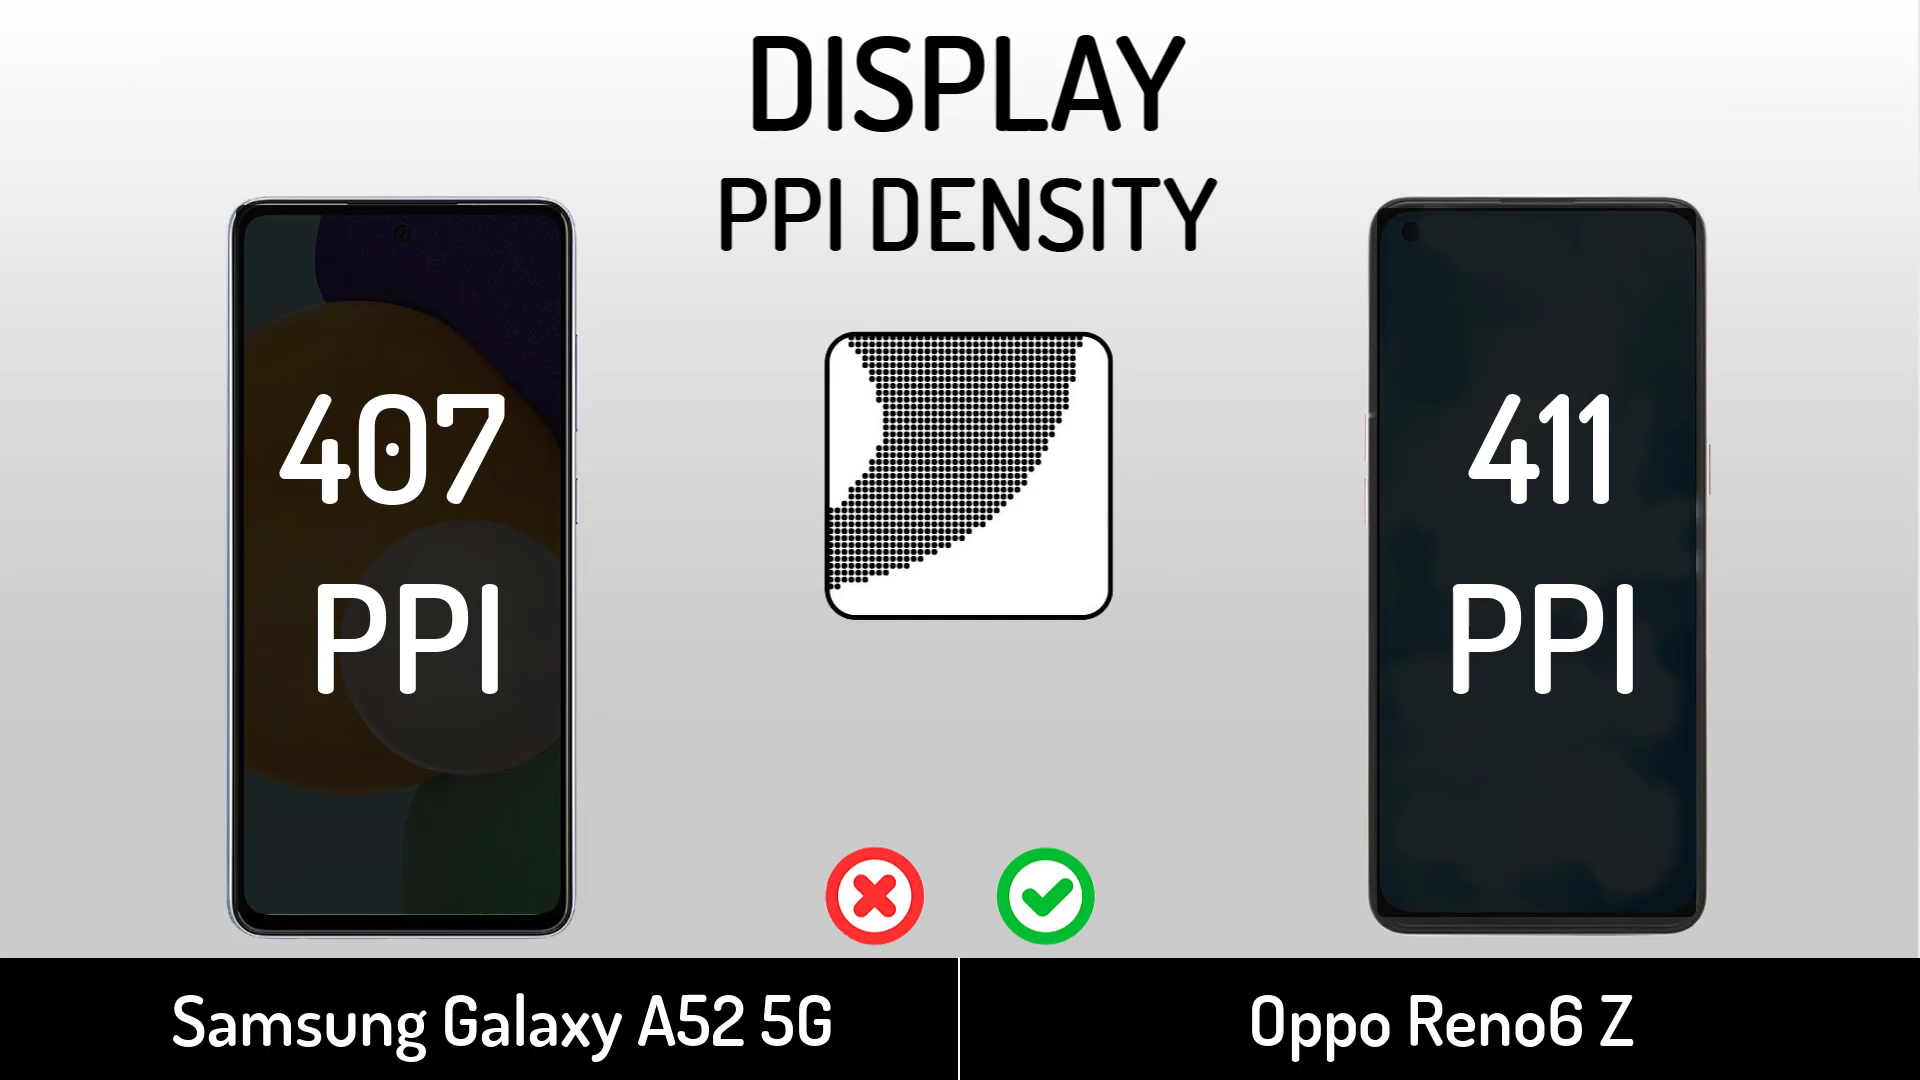 DISPLAY
PPI DENSITY
407
PPI
411
PPI
Samsung Galaxy A52 5G
Oppo Reno6 Z